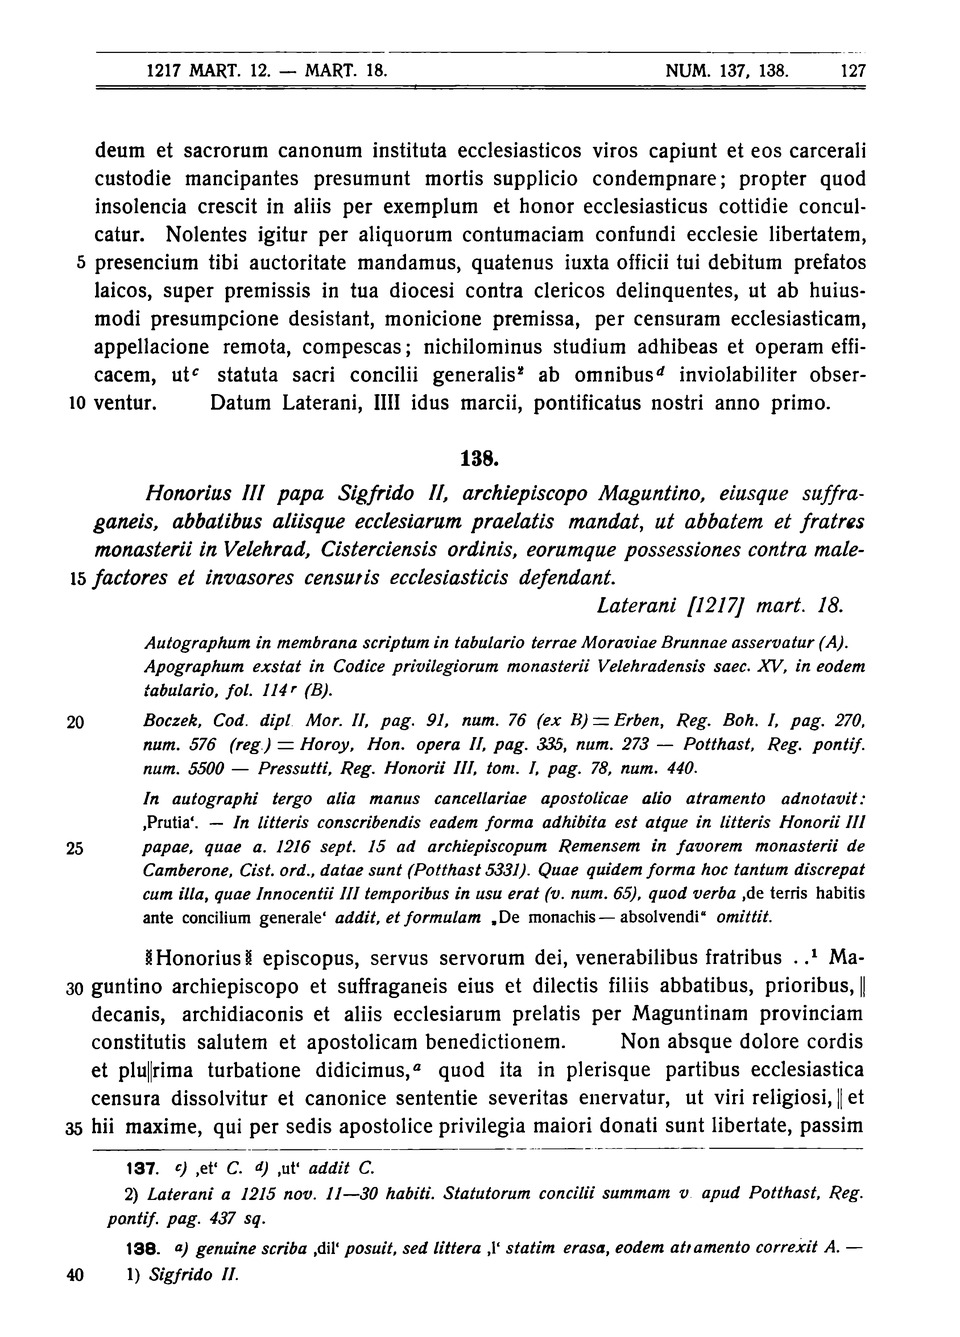 1217 MART. 12. — MART. 18. NUM. 137, 138. 127
deum et sacrorum canonum instituta ecclesiasticos viros capiunt et eos carcerali
custodie mancipantes presumunt mortis supplicio condempnare; propter quod
insolencia crescit in aliis per exemplum et honor ecclesiasticus cottidie concul-
catur. Nolentes igitur per aliquorum contumaciam confundi ecclesie libertatem,
5 presencium tibi auctoritate mandamus, quatenus iuxta officii tui debitum prefatos
laicos, super premissis in tua diocesi contra clericos delinquentes, ut ab huius-
modi presumpcione desistant, monicione premissa, per censuram ecclesiasticam,
appellacione remota, compescas; nichilominus studium adhibeas et operam effi-
cacem, utᶜ statuta sacri concilii generalis² ab omnibusᵈ inviolabiliter obser-
10 ventur. Datum Laterani, IIII idus marcii, pontificatus nostri anno primo.
138.
Honorius III papa Sigfrido II, archiepiscopo Maguntino, eiusque suffra-
ganeis, abbatibus aliisque ecclesiarum praelatis mandat, ut abbatem et fratres
monasterii in Velehrad, Cisterciensis ordinis, eorumque possessiones contra male-
15 factores et invasores censuris ecclesiasticis defendant.
Laterani [1217] mart. 18.
Autographum in membrana scriptum in tabulario terrae Moraviae Brunnae asservatur (A).
Apographum exstat in Codice privilegiorum monasterii Velehradensis saec. XV, in eodem
tabulario, fol. 114ʳ (B).
20 Boczek, Cod. dipl Mor. II, pag. 91, num. 76 (ex B) = Erben, Reg. Boh. I, pag. 270,
num. 576 (reg.) = Horoy, Hon. opera II, pag. 335, num. 273 — Potthast, Reg. pontif.
num. 5500 — Pressutti, Reg. Honorii III, tom. I, pag. 78, num. 440.
In autographi tergo alia manus cancellariae apostolicae alio atramento adnotavit:
‚Prutia‘. — In litteris conscribendis eadem forma adhibita est atque in litteris Honorii III
25 papae, quae a. 1216 sept. 15 ad archiepiscopum Remensem in favorem monasterii de
Camberone, Cist. ord., datae sunt (Potthast 5331). Quae quidem forma hoc tantum discrepat
cum illa, quae Innocentii III temporibus in usu erat (v. num. 65), quod verba ‚de terris habitis
ante concilium generale‘ addit, et formulam „De monachis — absolvendi“ omittit.
⸽Honorius⸽ episcopus, servus servorum dei, venerabilibus fratribus . .¹ Ma-
30 guntino archiepiscopo et suffraganeis eius et dilectis filiis abbatibus, prioribus, ||
decanis, archidiaconis et aliis ecclesiarum prelatis per Maguntinam provinciam
constitutis salutem et apostolicam benedictionem. Non absque dolore cordis
et plu||rima turbatione didicimus,ᵃ quod ita in plerisque partibus ecclesiastica
censura dissolvitur et canonice sententie severitas enervatur, ut viri religiosi, || et
35 hii maxime, qui per sedis apostolice privilegia maiori donati sunt libertate, passim
137. c) ‚et‘ C. d) ‚ut‘ addit C.
2) Laterani a 1215 nov. 11—30 habiti. Statutorum concilii summam v apud Potthast, Reg.
pontif. pag. 437 sq.
138. a) genuine scriba ‚dil‘ posuit, sed littera ‚l‘ statim erasa, eodem atramento correxit A. —
40 1) Sigfrido II.